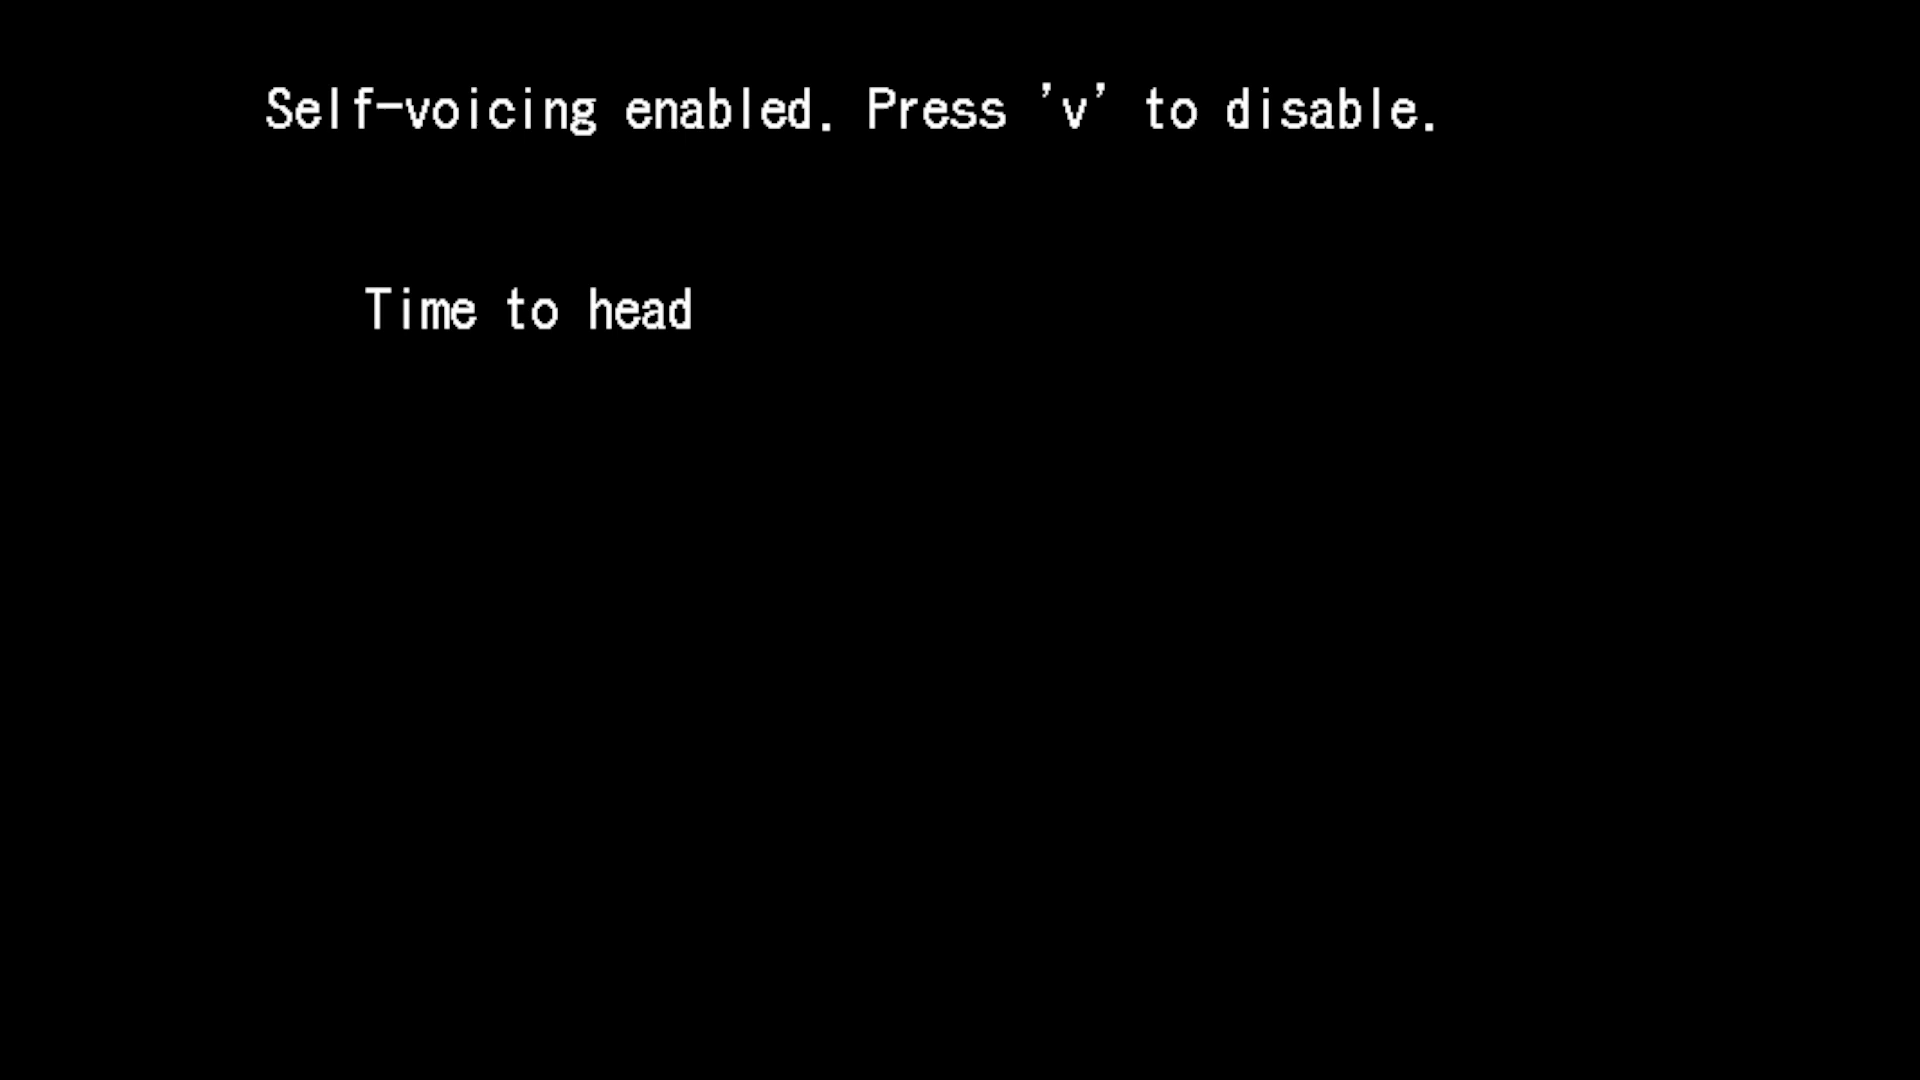 Self-voicing enabled. Press 'v' to disable.
Time to head